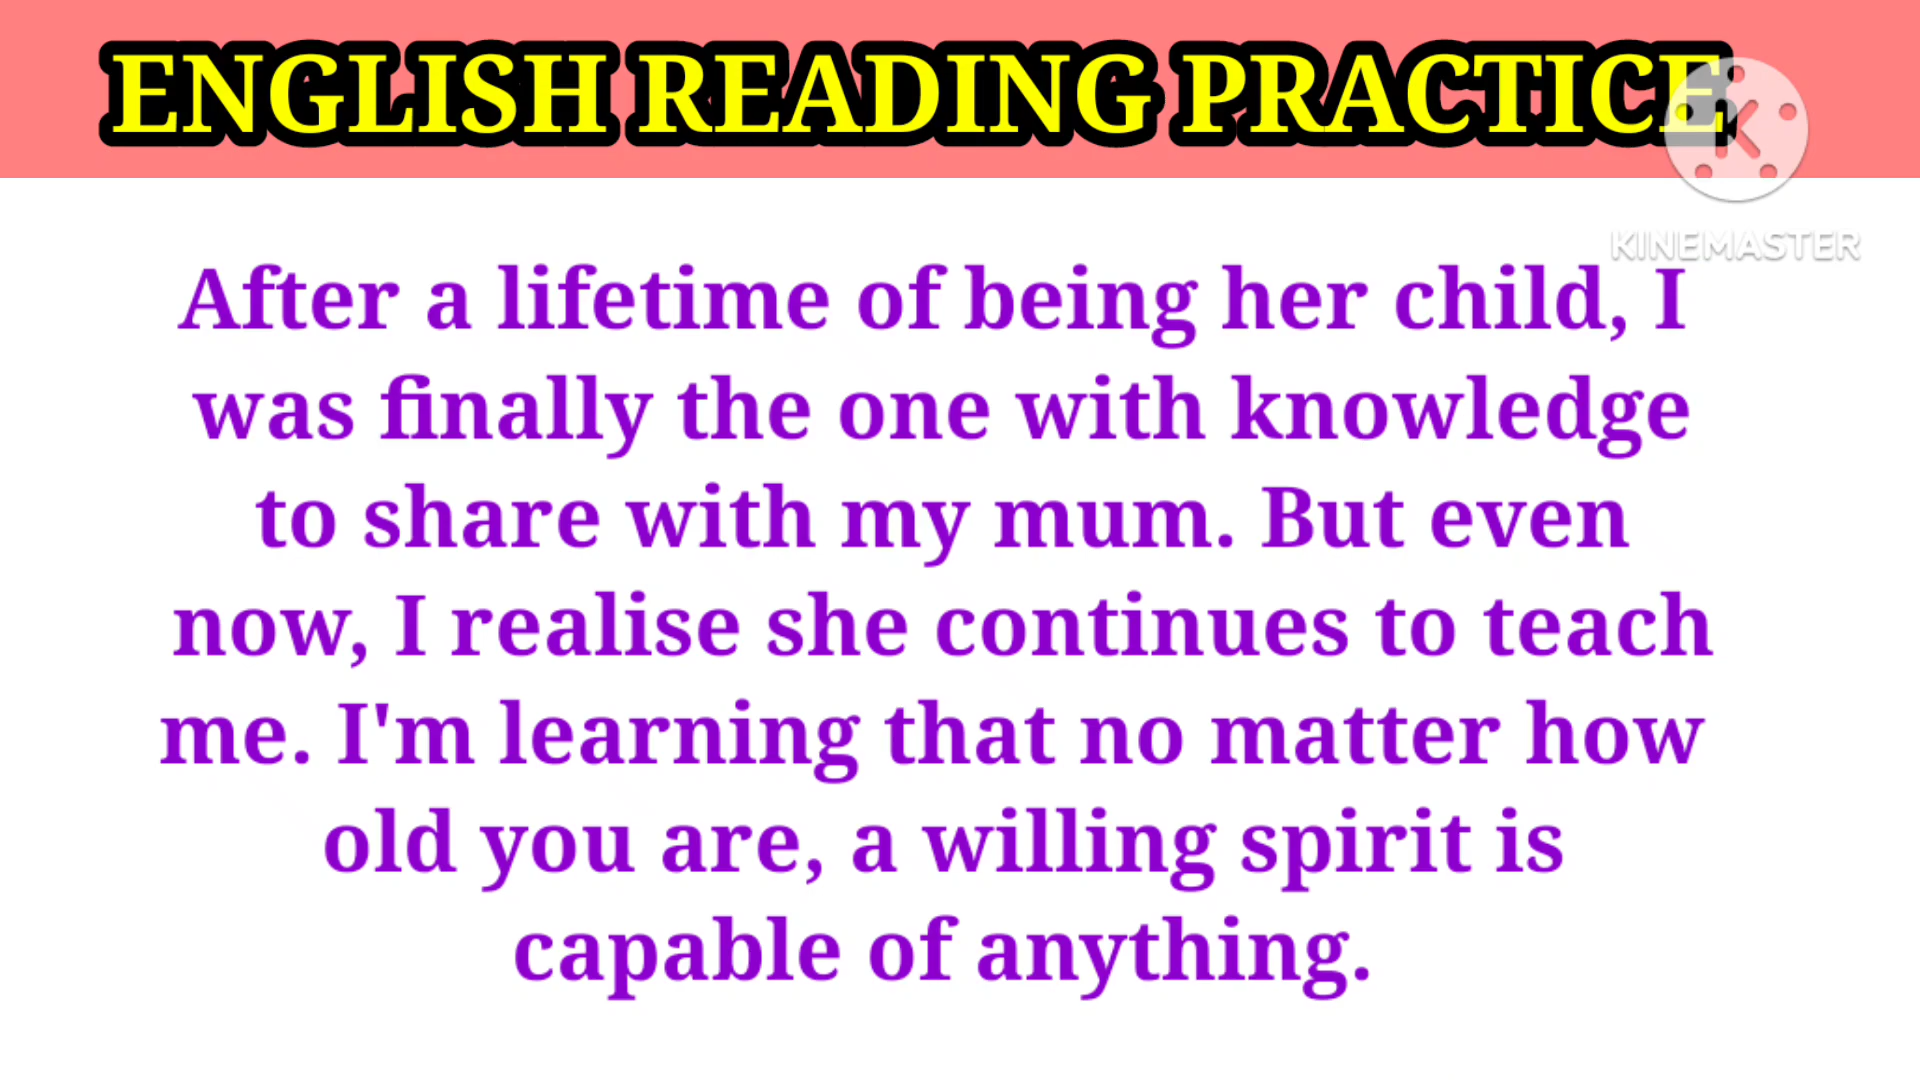 ENGLISH READING PRACTICE
K
KINEMASTER
After a lifetime of being her child, I
was finally the one with knowledge
to share with my mum. But even
now, I realise she continues to teach
me. I'm learning that no matter how
old you are, a willing spirit is
capable of anything.